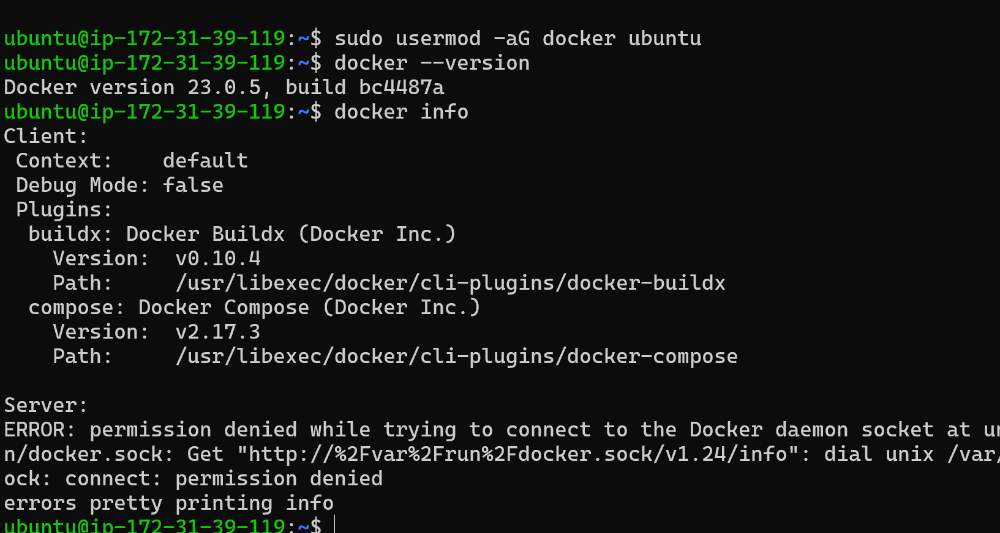 ubuntu@ip-172-31-39-119:~$ sudo usermod -aG docker ubuntu
ubuntu@ip-172-31-39-119:~$ docker --version
Docker version 23.0.5, build bc4487a
ubuntu@ip-172-31-39-119:~$ docker info
Client:
 Context:    default
 Debug Mode: false
 Plugins:
  buildx: Docker Buildx (Docker Inc.)
    Version:  v0.10.4
    Path:     /usr/libexec/docker/cli-plugins/docker-buildx
  compose: Docker Compose (Docker Inc.)
    Version:  v2.17.3
    Path:     /usr/libexec/docker/cli-plugins/docker-compose

Server:
ERROR: permission denied while trying to connect to the Docker daemon socket at un
n/docker.sock: Get "http://%2Fvar%2Frun%2Fdocker.sock/v1.24/info": dial unix /var/
ock: connect: permission denied
errors pretty printing info
ubuntu@ip-172-31-39-119:~$